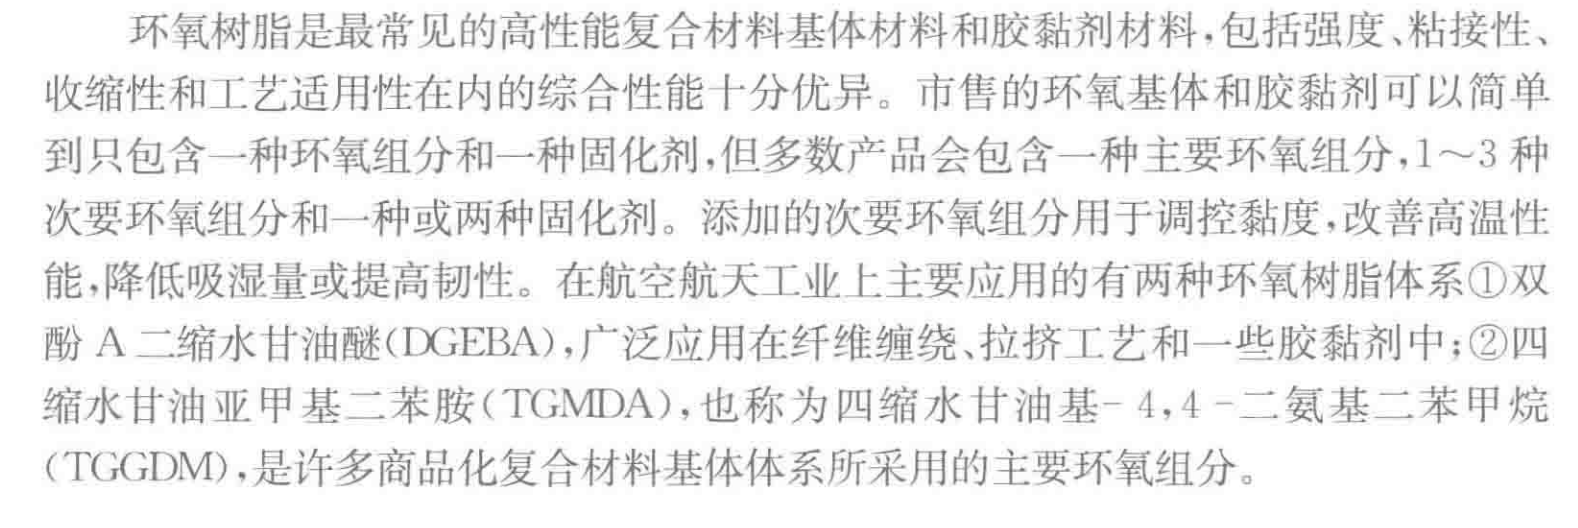 环氧树脂是最常见的高性能复合材料基体材料和胶黏剂材料,包括强度、粘接性、
收缩性和工艺适用性在内的综合性能十分优异。市售的环氧基体和胶黏剂可以简单
到只包含一种环氧组分和一种固化剂,但多数产品会包含一种主要环氧组分,1～3 种
次要环氧组分和一种或两种固化剂。添加的次要环氧组分用于调控黏度,改善高温性
能,降低吸湿量或提高韧性。在航空航天工业上主要应用的有两种环氧树脂体系①双
酚 A 二缩水甘油醚(DGEBA),广泛应用在纤维缠绕、拉挤工艺和一些胶黏剂中;②四
缩水甘油亚甲基二苯胺(TGMDA),也称为四缩水甘油基- 4,4 -二氨基二苯甲烷
(TGGDM),是许多商品化复合材料基体体系所采用的主要环氧组分。